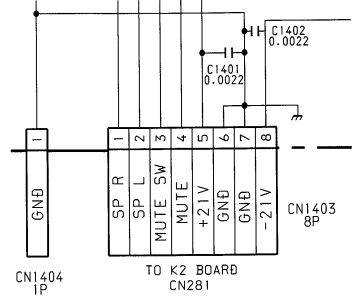 C1402
0.0022
C1401
0.0022
1
1
2
3
4
5
6
7
8
GND
SP R
SP L
MUTE SW
MUTE
+21V
GND
GND
-21V
CN1403
8P
CN1404
1P
TO K2 BOARD
CN281